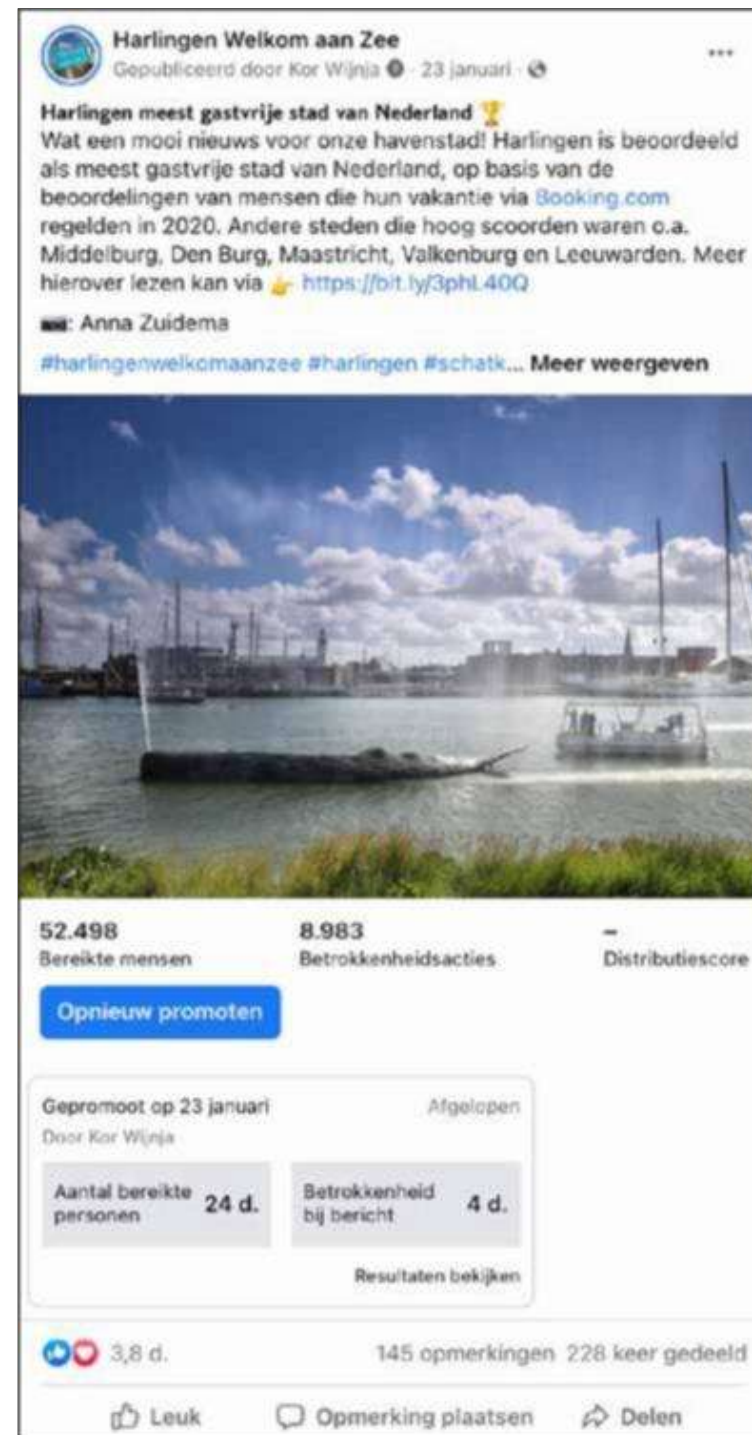 Harlingen Welkom aan Zee
Gepubliceerd door Kor Wijnja · 23 januari ·
Harlingen meest gastvrije stad van Nederland 🏆
Wat een mooi nieuws voor onze havenstad! Harlingen is beoordeeld
als meest gastvrije stad van Nederland, op basis van de
beoordelingen van mensen die hun vakantie via Booking.com
regelden in 2020. Andere steden die hoog scoorden waren o.a.
Middelburg, Den Burg, Maastricht, Valkenburg en Leeuwarden. Meer
hierover lezen kan via 👉 https://bit.ly/3phL40Q
📷: Anna Zuidema
#harlingenwelkomaanzee #harlingen #schatk... Meer weergeven
52.498 8.983 –
Bereikte mensen Betrokkenheidsacties Distributiescore
Opnieuw promoten
Gepromoot op 23 januari Afgelopen
Door Kor Wijnja
Aantal bereikte personen 24 d. Betrokkenheid bij bericht 4 d.
Resultaten bekijken
3,8 d. 145 opmerkingen 228 keer gedeeld
Leuk Opmerking plaatsen Delen